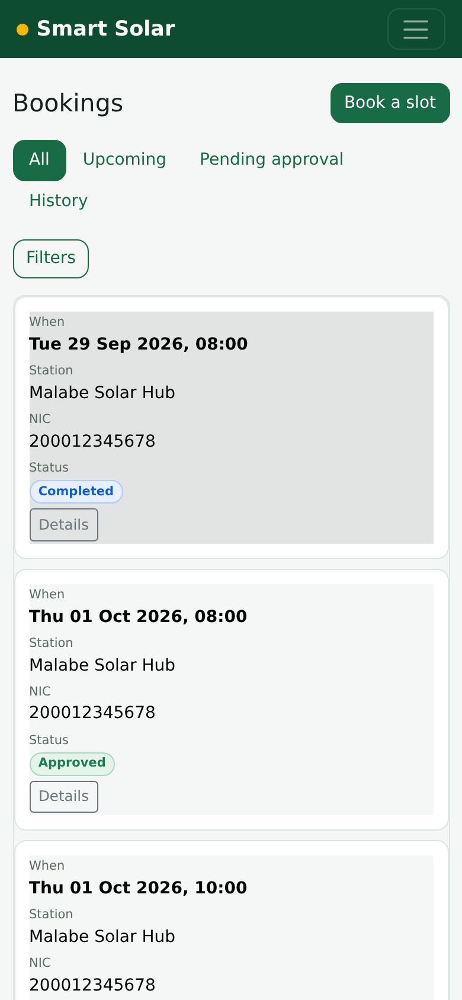 Smart Solar
Bookings
Book a slot
All
Upcoming
Pending approval
History
Filters
When
Tue 29 Sep 2026, 08:00
Station
Malabe Solar Hub
NIC
200012345678
Status
Completed
Details
When
Thu 01 Oct 2026, 08:00
Station
Malabe Solar Hub
NIC
200012345678
Status
Approved
Details
When
Thu 01 Oct 2026, 10:00
Station
Malabe Solar Hub
NIC
200012345678